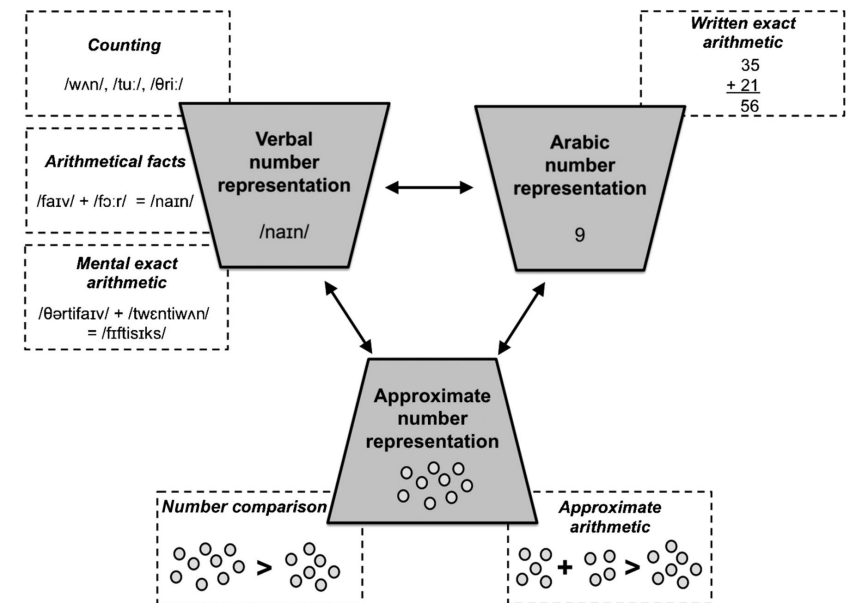 Counting
/wʌn/, /tuː/, /θriː/
Arithmetical facts
/faɪv/ + /fɔːr/ = /naɪn/
Mental exact
arithmetic
/θərtifaɪv/ + /twɛntiwʌn/
= /fɪftisɪks/
Verbal
number
representation
/naɪn/
Arabic
number
representation
9
Written exact
arithmetic
35
+ 21
56
Approximate
number
representation
Number comparison
>
Approximate
arithmetic
+ >